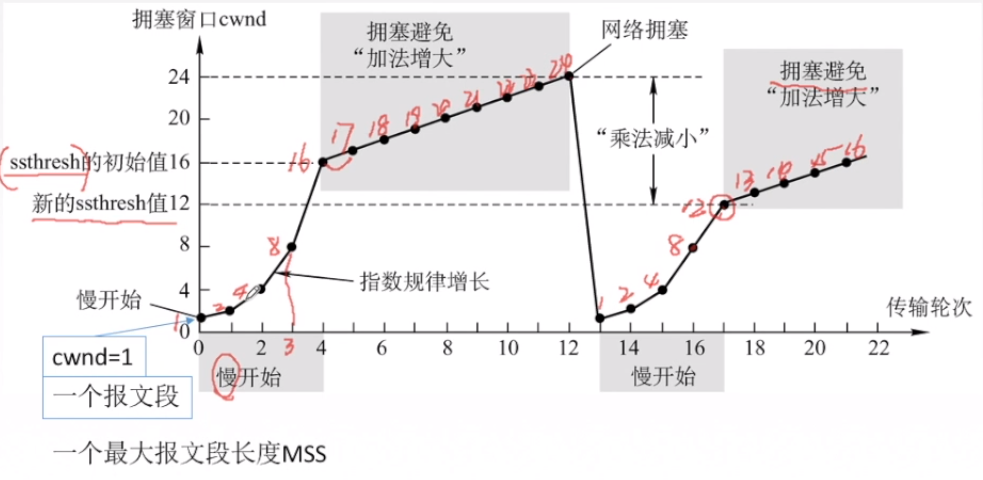 拥塞窗口cwnd
拥塞避免
“加法增大”
网络拥塞
24
20
ssthresh的初始值16
新的ssthresh值12
8
4
0
“乘法减小”
拥塞避免
“加法增大”
指数规律增长
慢开始
传输轮次
0 2 4 6 8 10 12 14 16 18 20 22
1 2 4 8 16 17 18 19 20 21 22 23 24
1 2 4 8 12 13 14 15 16
3
慢开始
慢开始
cwnd=1
一个报文段
一个最大报文段长度MSS